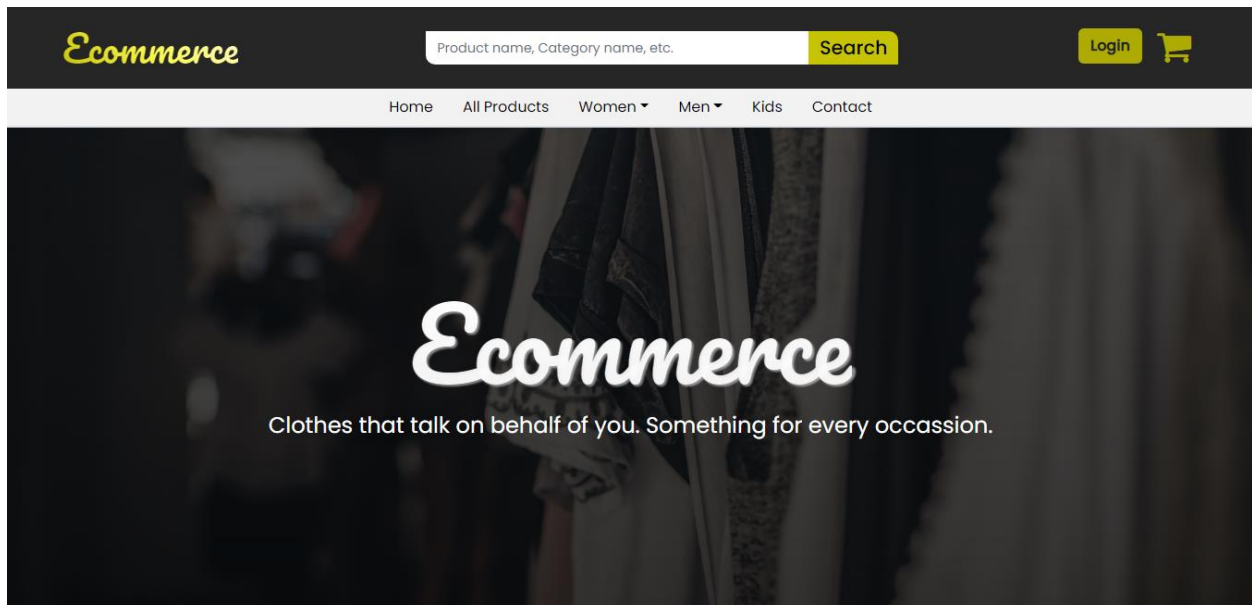 Ecommerce
Product name, Category name, etc.
Search
Login
Home All Products Women Men Kids Contact
Ecommerce
Clothes that talk on behalf of you. Something for every occassion.